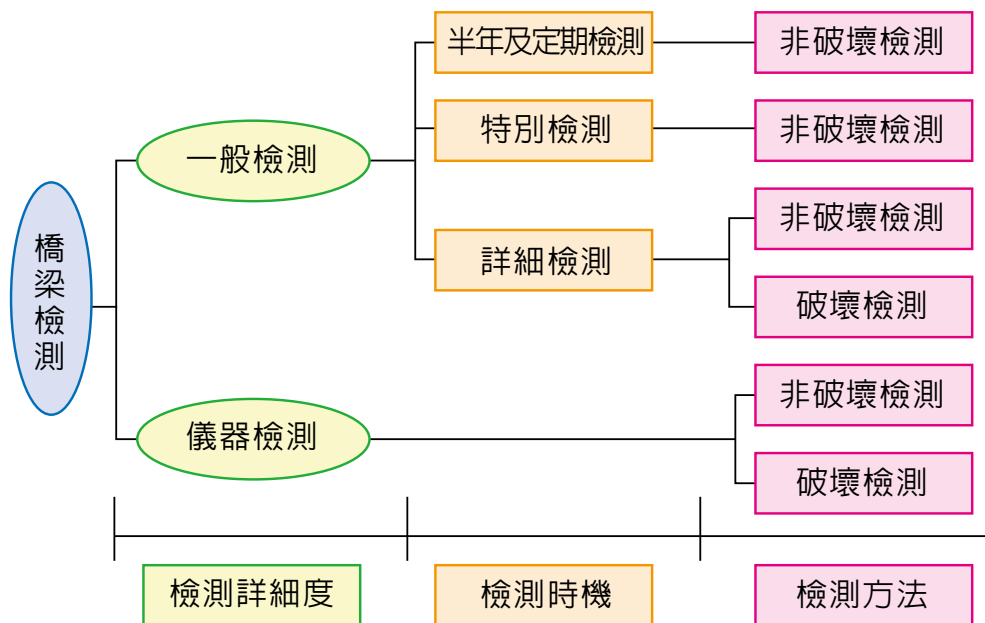 橋梁檢測
一般檢測
半年及定期檢測
非破壞檢測
特別檢測
非破壞檢測
詳細檢測
非破壞檢測
破壞檢測
儀器檢測
非破壞檢測
破壞檢測
檢測詳細度
檢測時機
檢測方法